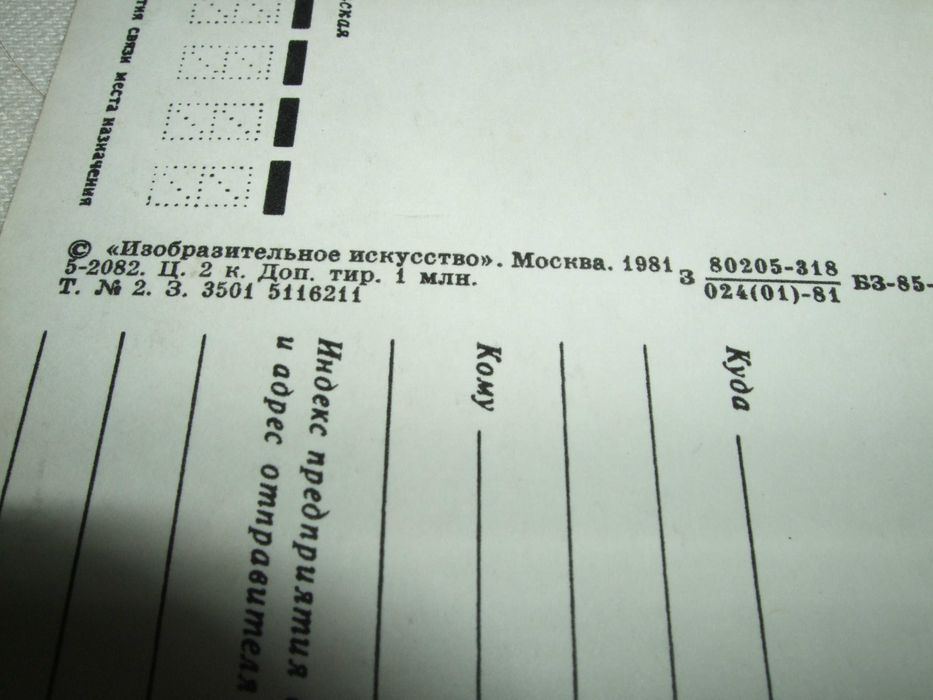 © «Изобразительное искусство». Москва. 1981 З 80205-318
024(01)-81 БЗ-85-
5-2082. Ц. 2 к. Доп. тир. 1 млн.
Т. № 2. З. 3501 5116211
Куда
Кому
Индекс предприятия
и адрес отправителя
связи места назначения